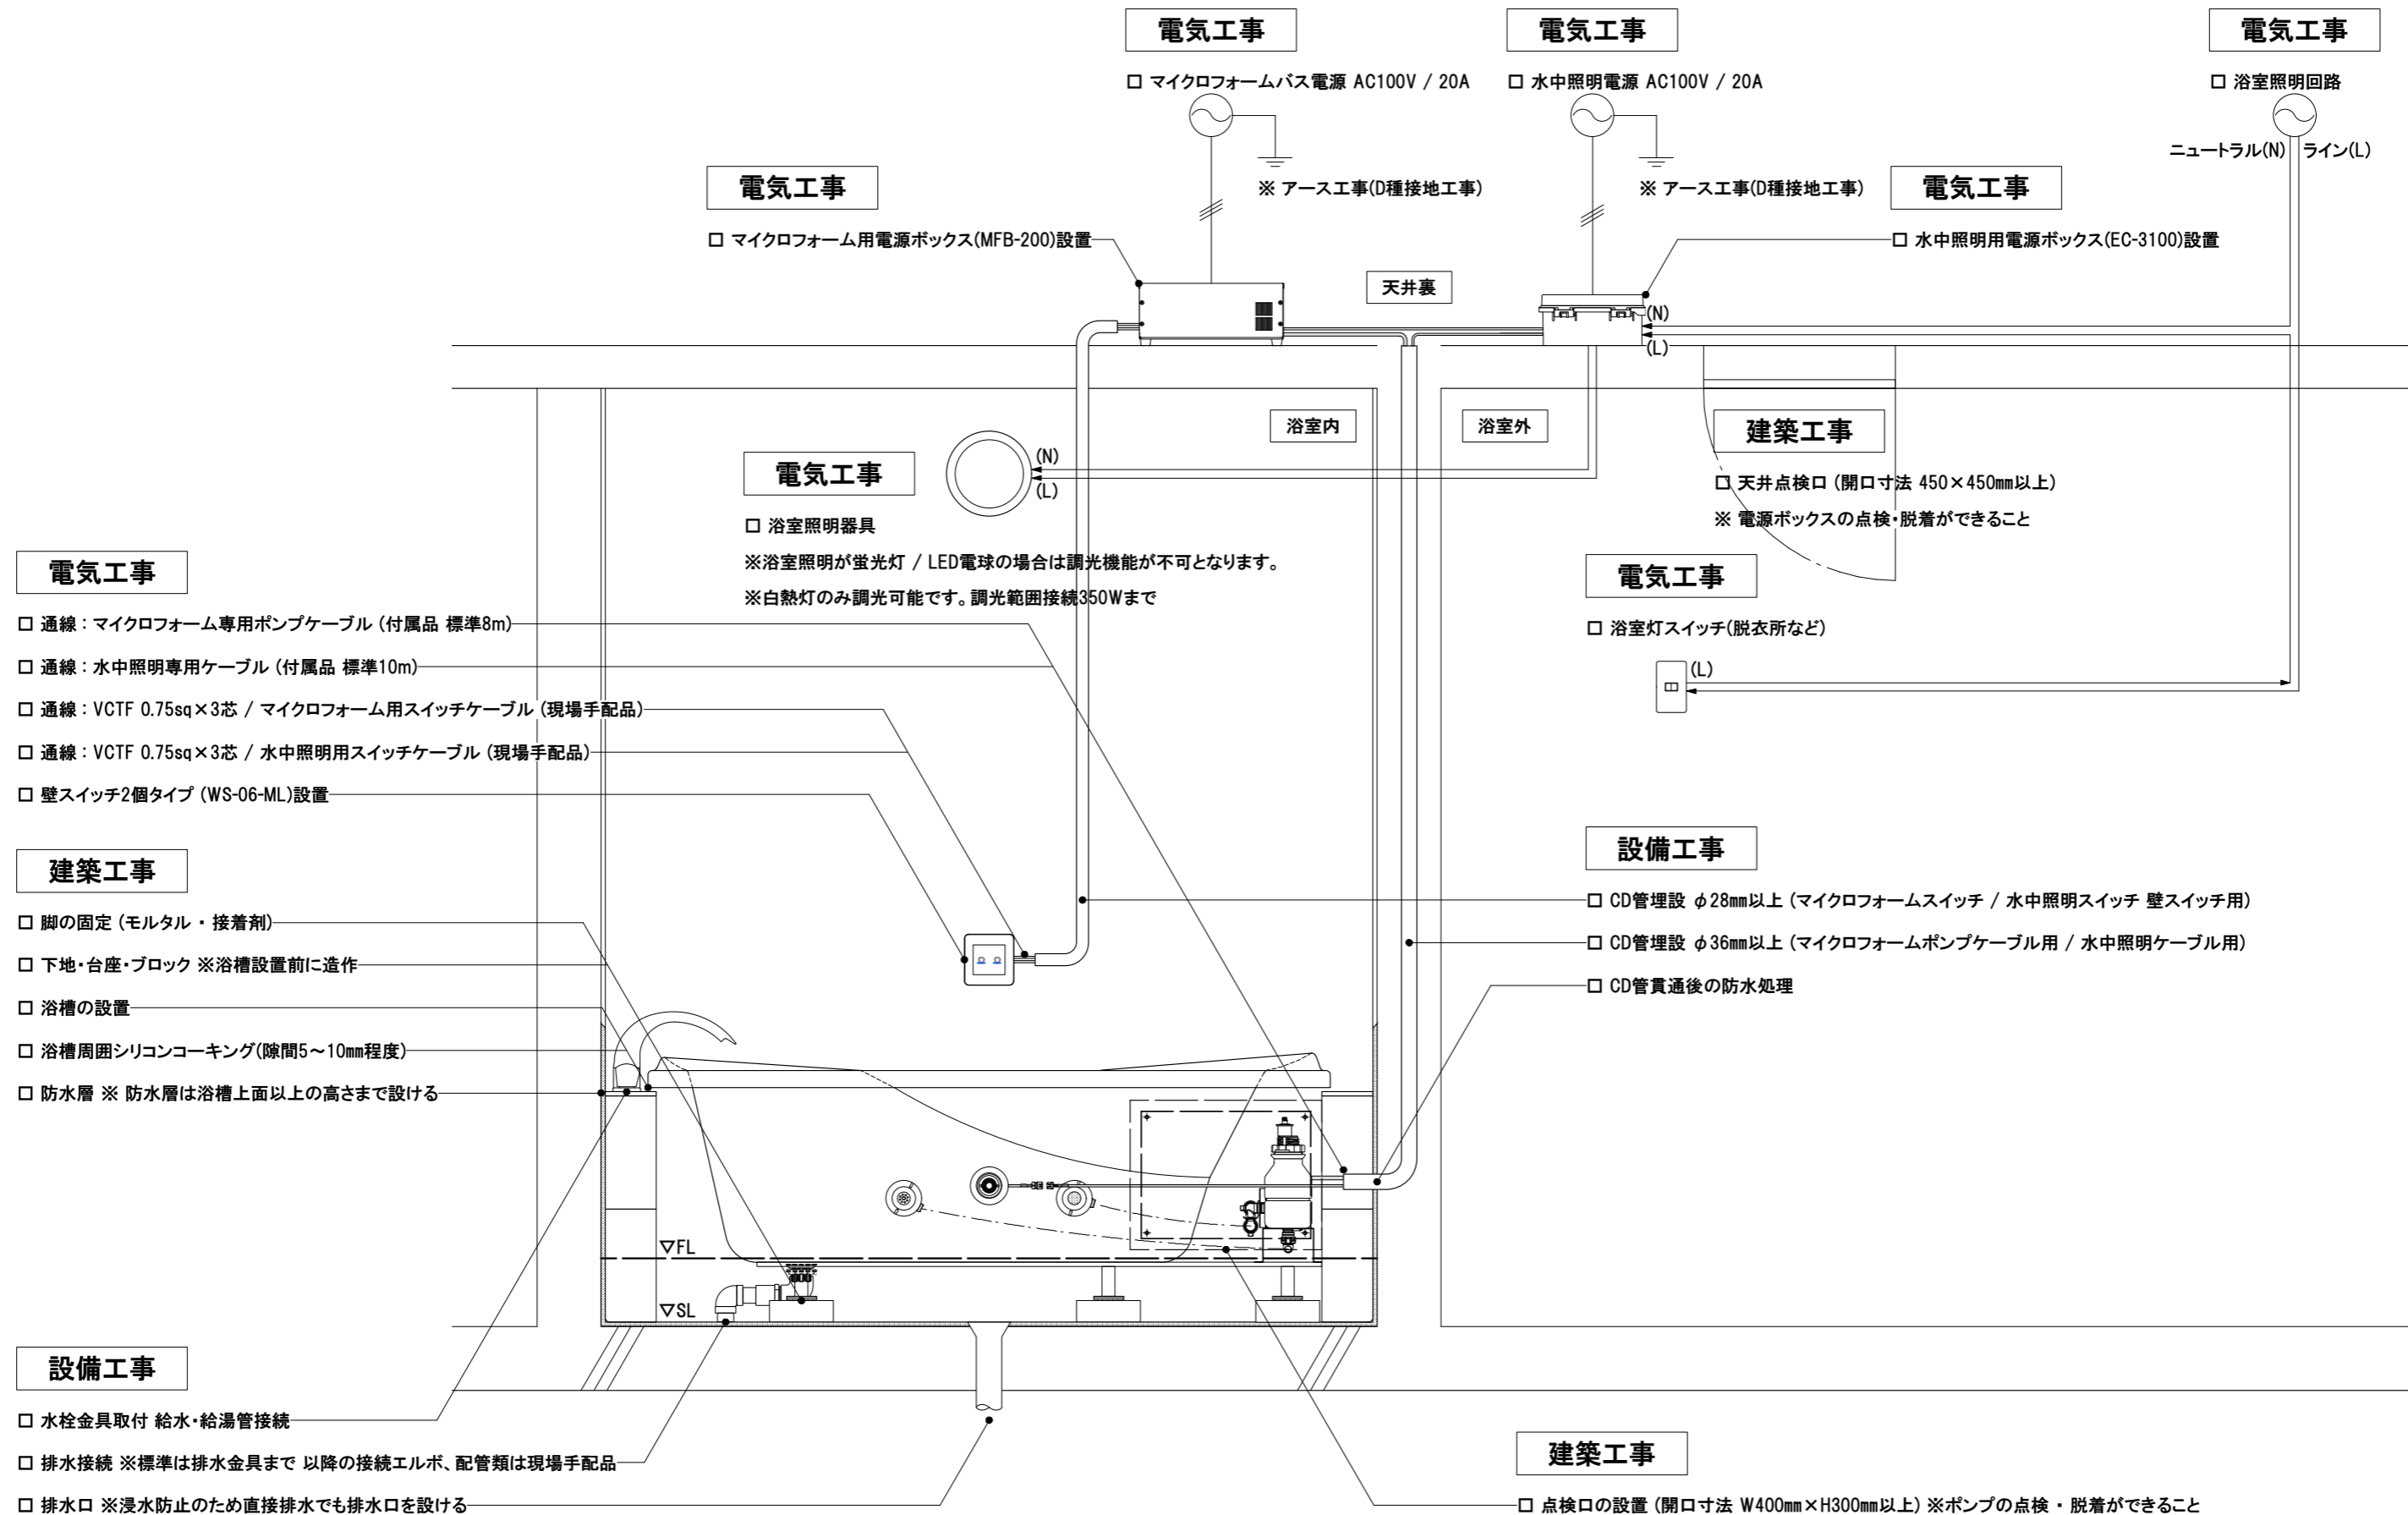 電気工事
□ マイクロフォームバス電源 AC100V / 20A
※ アース工事(D種接地工事)
電気工事
□ 水中照明電源 AC100V / 20A
※ アース工事(D種接地工事)
電気工事
□ 浴室照明回路
ニュートラル(N)
ライン(L)
電気工事
□ マイクロフォーム用電源ボックス(MFB-200)設置
電気工事
□ 水中照明用電源ボックス(EC-3100)設置
天井裏
(N)
(L)
浴室内
浴室外
建築工事
□ 天井点検口 (開口寸法 450×450㎜以上)
※ 電源ボックスの点検・脱着ができること
電気工事
(N)
(L)
□ 浴室照明器具
※浴室照明が蛍光灯 / LED電球の場合は調光機能が不可となります。
※白熱灯のみ調光可能です。調光範囲接続350Wまで
電気工事
□ 浴室灯スイッチ(脱衣所など)
(L)
電気工事
□ 通線：マイクロフォーム専用ポンプケーブル (付属品 標準8m)
□ 通線：水中照明専用ケーブル (付属品 標準10m)
□ 通線：VCTF 0.75sq×3芯 / マイクロフォーム用スイッチケーブル (現場手配品)
□ 通線：VCTF 0.75sq×3芯 / 水中照明用スイッチケーブル (現場手配品)
□ 壁スイッチ2個タイプ (WS-06-ML)設置
建築工事
□ 脚の固定 (モルタル ・ 接着剤)
□ 下地・台座・ブロック ※浴槽設置前に造作
□ 浴槽の設置
□ 浴槽周囲シリコンコーキング(隙間5～10㎜程度)
□ 防水層 ※ 防水層は浴槽上面以上の高さまで設ける
設備工事
□ CD管埋設 φ28㎜以上 (マイクロフォームスイッチ / 水中照明スイッチ 壁スイッチ用)
□ CD管埋設 φ36㎜以上 (マイクロフォームポンプケーブル用 / 水中照明ケーブル用)
□ CD管貫通後の防水処理
▽FL
▽SL
設備工事
□ 水栓金具取付 給水・給湯管接続
□ 排水接続 ※標準は排水金具まで 以降の接続エルボ、配管類は現場手配品
□ 排水口 ※浸水防止のため直接排水でも排水口を設ける
建築工事
□ 点検口の設置 (開口寸法 W400㎜×H300㎜以上) ※ポンプの点検 ・ 脱着ができること